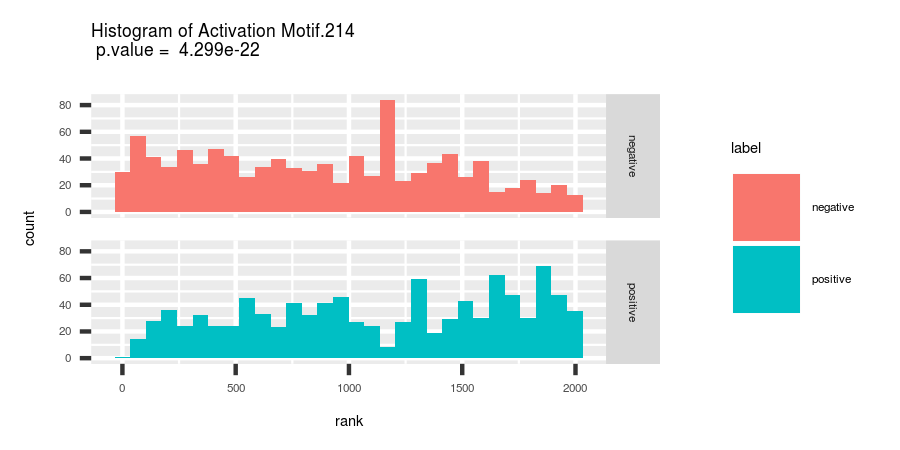 Histogram of Activation Motif.214
p.value = 4.299e-22
count
80
60
40
20
0
negative
80
60
40
20
0
positive
0 500 1000 1500 2000
rank
label
negative
positive